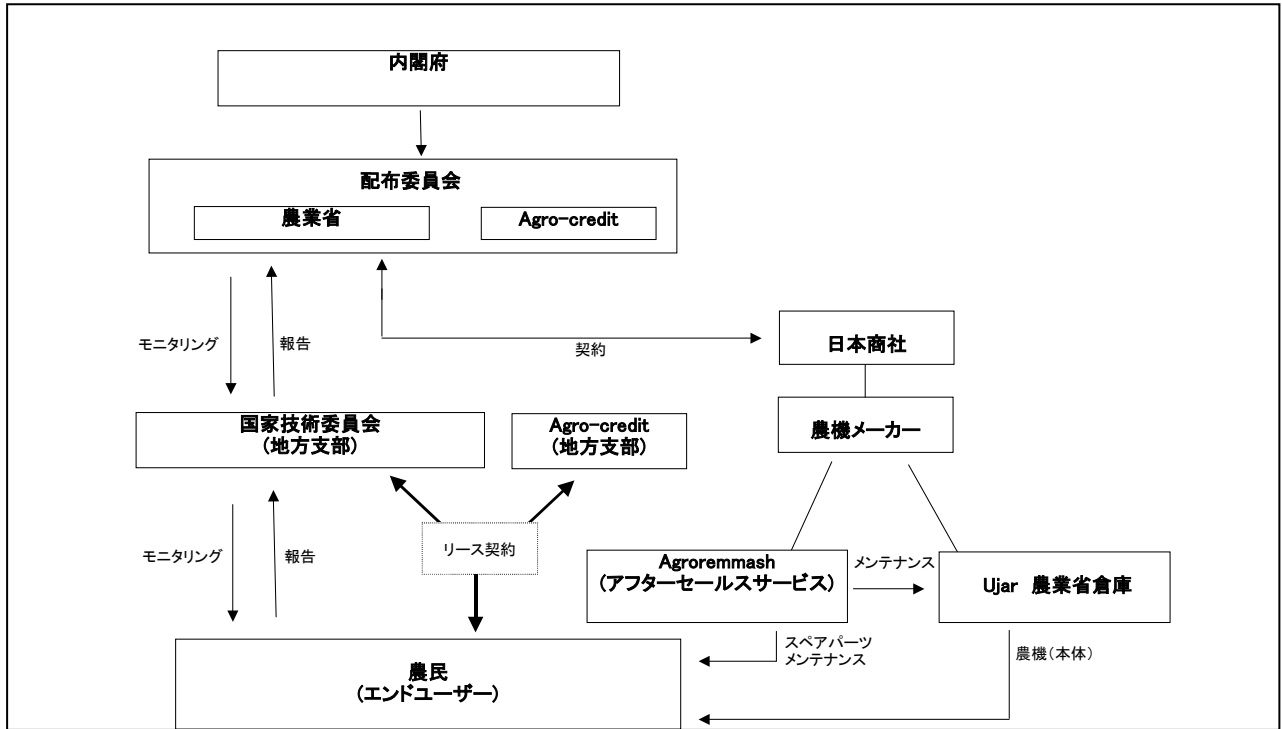 内閣府
配布委員会
農業省
Agro-credit
モニタリング
報告
契約
日本商社
農機メーカー
国家技術委員会
(地方支部)
Agro-credit
(地方支部)
モニタリング
報告
リース契約
Agroremmash
(アフターセールスサービス)
メンテナンス
Ujar 農業省倉庫
スペアパーツ
メンテナンス
農機(本体)
農民
(エンドユーザー)